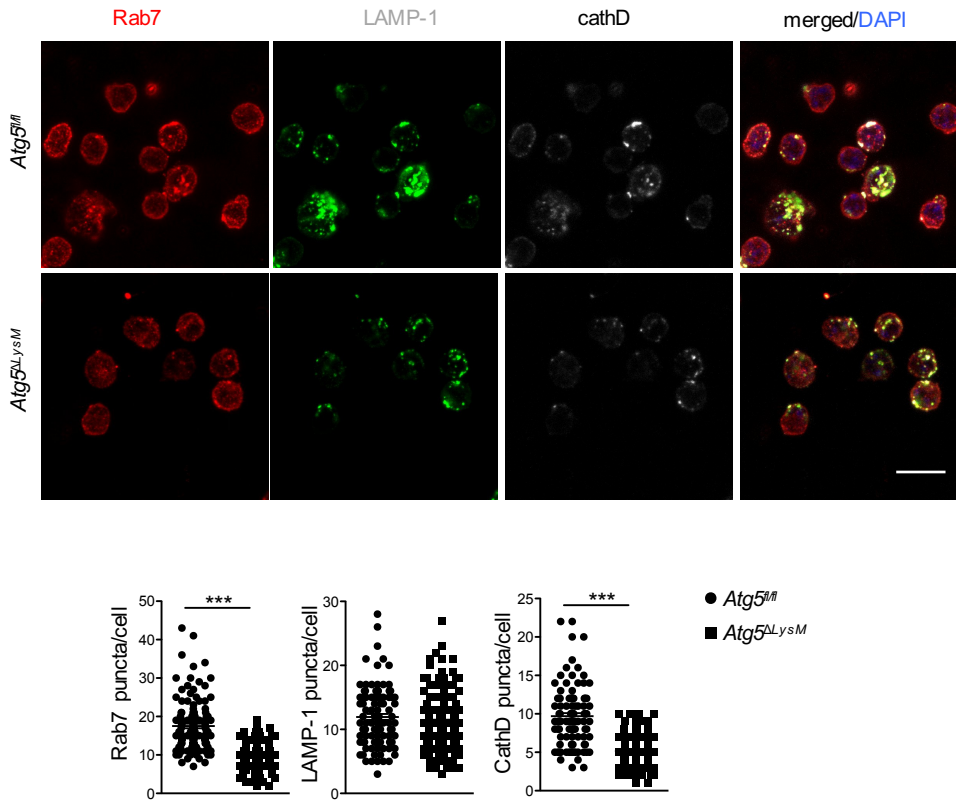 Rab7 LAMP-1 cathD merged/DAPI
Atg5fl/fl
Atg5ΔLysM
*** ***
Rab7 puncta/cell
50
40
30
20
10
0
LAMP-1 puncta/cell
30
20
10
0
CathD puncta/cell
25
20
15
10
5
0
Atg5fl/fl
Atg5ΔLysM